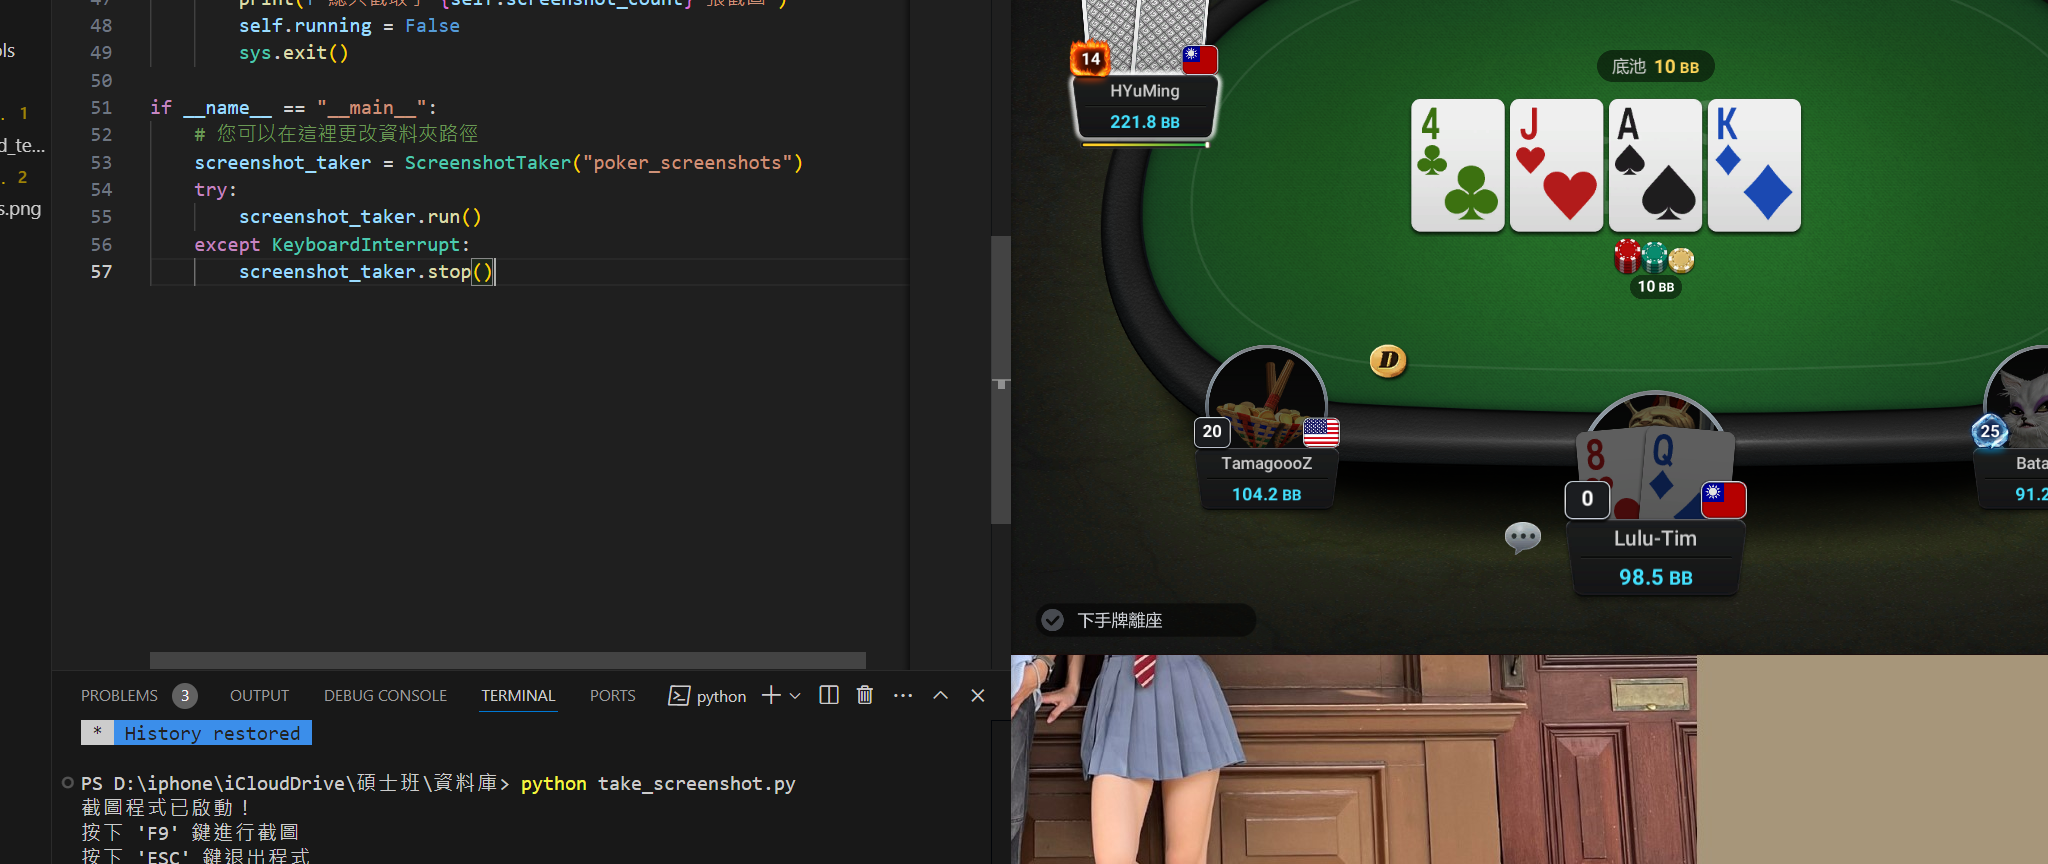 ols
. 1
d_te...
. 2
s.png
47 print(f"總共截取了 {self.screenshot_count} 張截圖")
48 self.running = False
49 sys.exit()
50
51 if __name__ == "__main__":
52 # 您可以在這裡更改資料夾路徑
53 screenshot_taker = ScreenshotTaker("poker_screenshots")
54 try:
55 screenshot_taker.run()
56 except KeyboardInterrupt:
57 screenshot_taker.stop()
PROBLEMS 3 OUTPUT DEBUG CONSOLE TERMINAL PORTS python
* History restored
PS D:\iphone\iCloudDrive\碩士班\資料庫> python take_screenshot.py
截圖程式已啟動！
按下 'F9' 鍵進行截圖
按下 'ESC' 鍵退出程式
14
HYuMing
221.8 BB
底池 10 BB
4 J A K
10 BB
D
20
TamagoooZ
104.2 BB
8 Q
0
Lulu-Tim
98.5 BB
25
Bata
91.2
下手牌離座